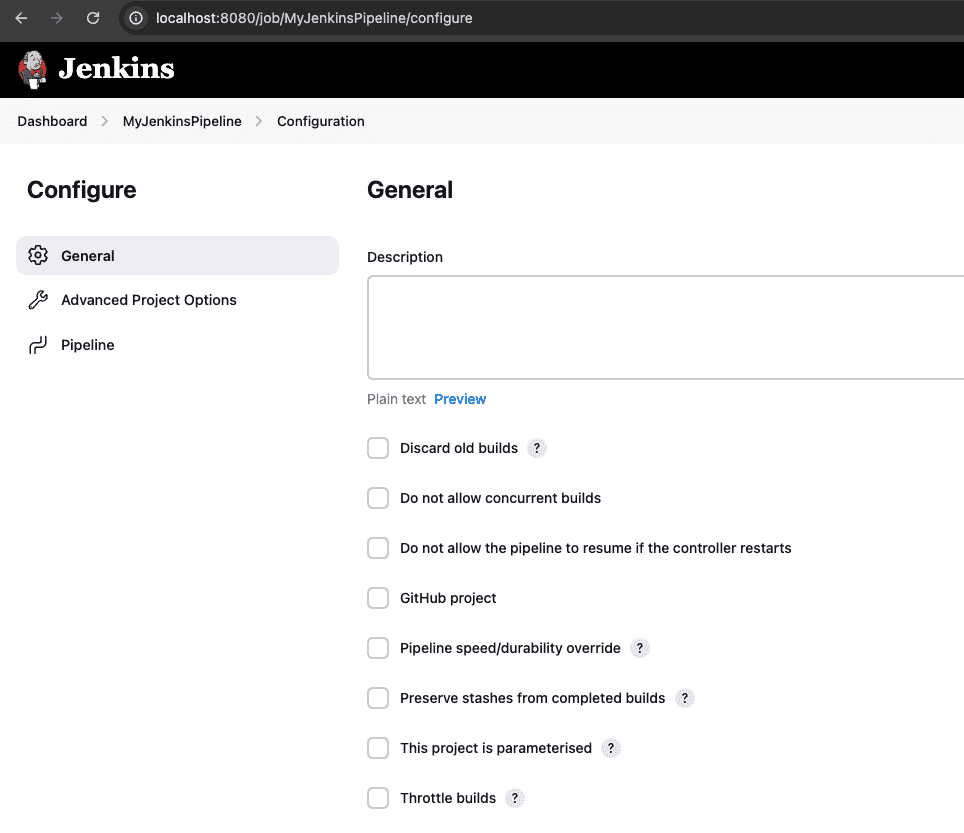 localhost:8080/job/MyJenkinsPipeline/configure
Jenkins
Dashboard > MyJenkinsPipeline > Configuration
Configure
General
Advanced Project Options
Pipeline
General
Description
Plain text Preview
Discard old builds ?
Do not allow concurrent builds
Do not allow the pipeline to resume if the controller restarts
GitHub project
Pipeline speed/durability override ?
Preserve stashes from completed builds ?
This project is parameterised ?
Throttle builds ?